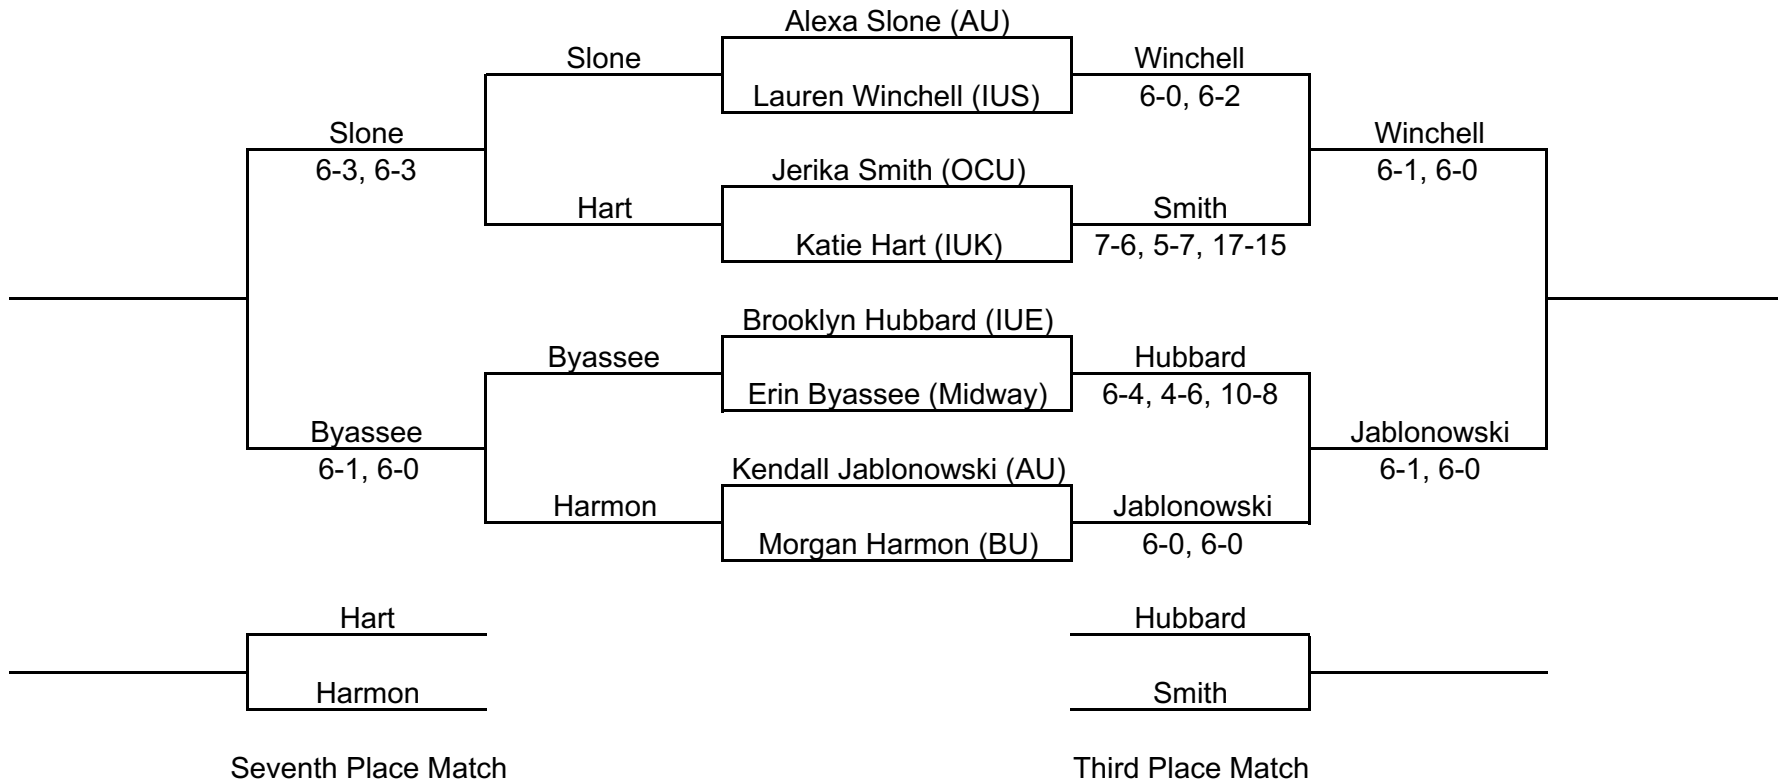 Alexa Slone (AU)
Slone
Winchell
Lauren Winchell (IUS)
6-0, 6-2
Slone
Winchell
6-3, 6-3
Jerika Smith (OCU)
6-1, 6-0
Hart
Smith
Katie Hart (IUK)
7-6, 5-7, 17-15
Brooklyn Hubbard (IUE)
Byassee
Hubbard
Erin Byassee (Midway)
6-4, 4-6, 10-8
Byassee
Jablonowski
6-1, 6-0
Kendall Jablonowski (AU)
6-1, 6-0
Harmon
Jablonowski
Morgan Harmon (BU)
6-0, 6-0
Hart
Hubbard
Harmon
Smith
Seventh Place Match
Third Place Match